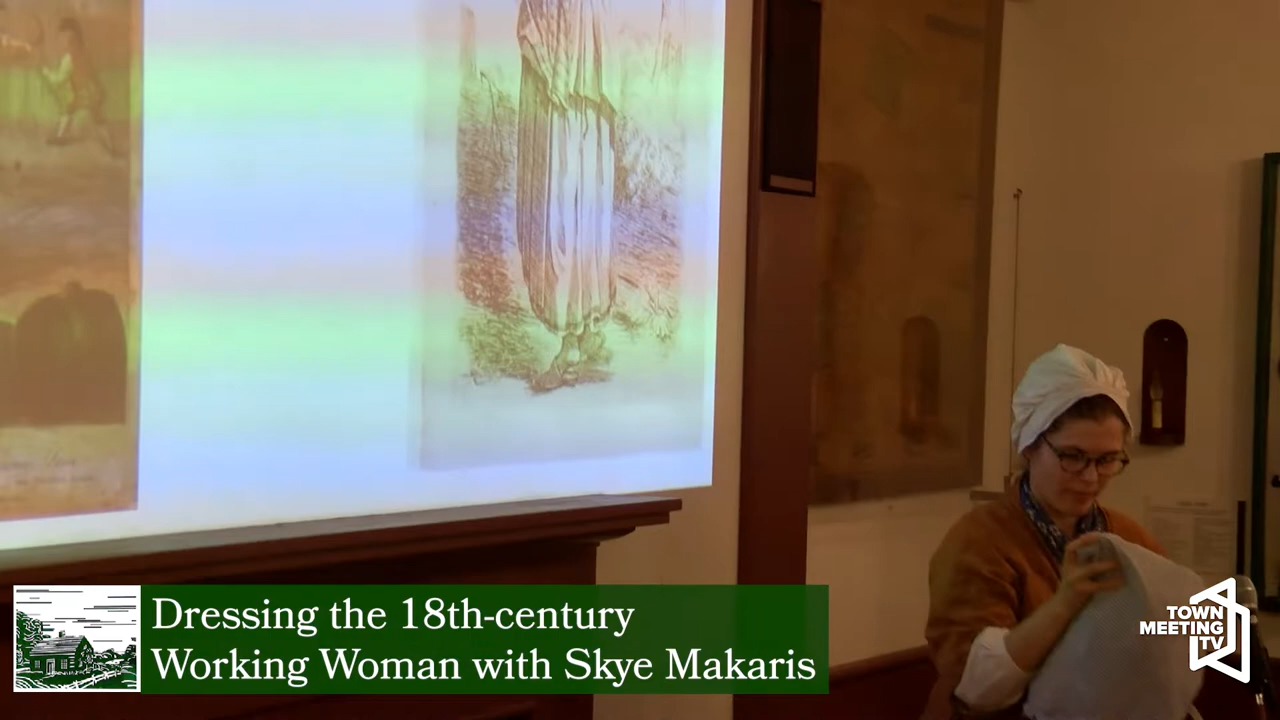 Dressing the 18th-century
Working Woman with Skye Makaris
TOWN
MEETING
TV